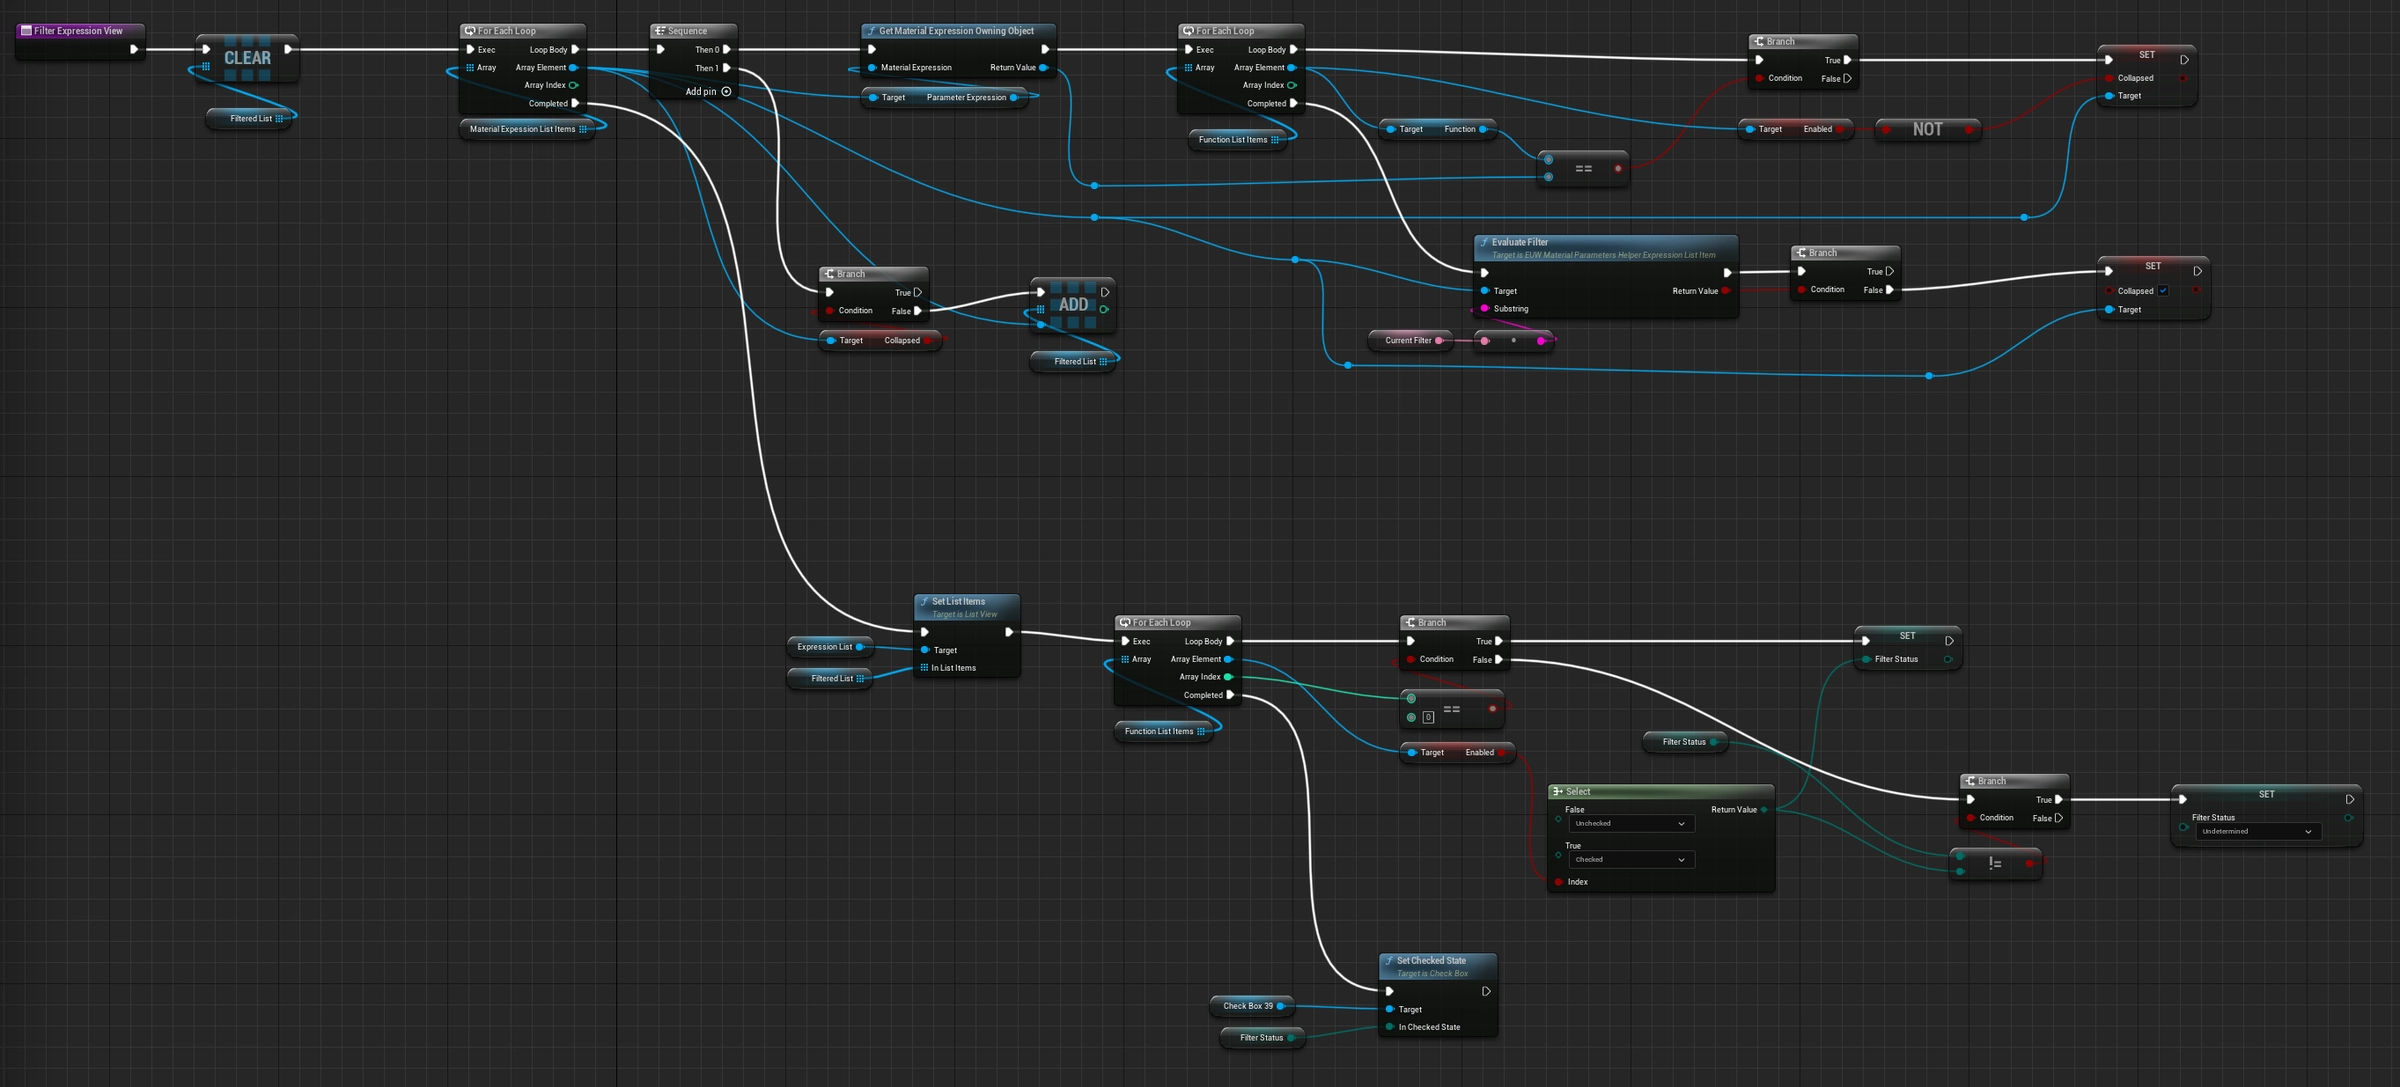 Filter Expression View
CLEAR
Filtered List
For Each Loop
Exec Loop Body
Array Array Element
Array Index
Completed
Material Expession List Items
Sequence
Then 0
Then 1
Add pin
Get Material Expression Owning Object
Material Expression Return Value
Target Parameter Expression
For Each Loop
Exec Loop Body
Array Array Element
Array Index
Completed
Function List Items
Target Function
==
Branch
True
Condition False
Target Enabled
NOT
SET
Collapsed
Target
Branch
True
Condition False
Target Collapsed
ADD
Filtered List
Evaluate Filter
Target is EUW Material Parameters Helper Expression List Item
Target Return Value
Substring
Current Filter
Branch
True
Condition False
SET
Collapsed
Target
Expression List
Filtered List
Set List Items
Target is List View
Target
In List Items
For Each Loop
Exec Loop Body
Array Array Element
Array Index
Completed
Function List Items
Branch
True
Condition False
0 ==
Target Enabled
Select
False Return Value
Unchecked
True
Checked
Index
Filter Status
SET
Filter Status
Branch
True
Condition False
!=
SET
Filter Status
Undetermined
Check Box 39
Filter Status
Set Checked State
Target is Check Box
Target
In Checked State